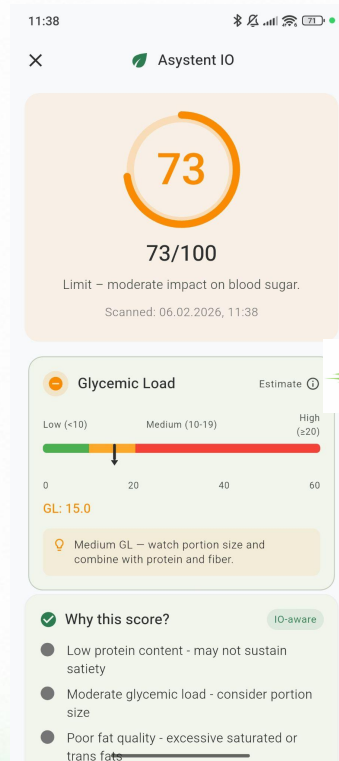 11:38
71
Asystent IO
73
73/100
Limit – moderate impact on blood sugar.
Scanned: 06.02.2026, 11:38
Glycemic Load
Estimate
Low (<10)
Medium (10-19)
High
(≥20)
0
20
40
60
GL: 15.0
Medium GL — watch portion size and
combine with protein and fiber.
Why this score?
IO-aware
Low protein content - may not sustain
satiety
Moderate glycemic load - consider portion
size
Poor fat quality - excessive saturated or
trans fats